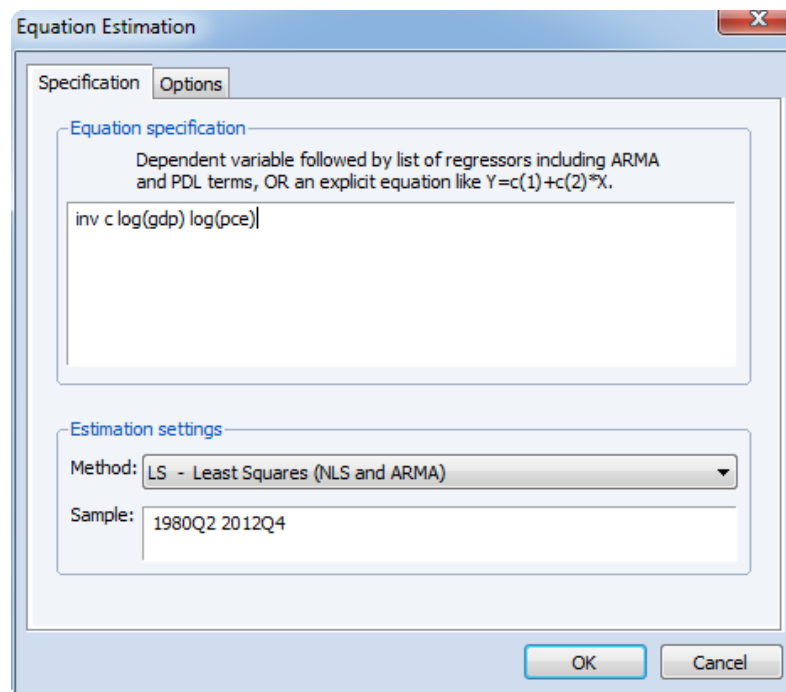 Equation Estimation
Specification Options
Equation specification
Dependent variable followed by list of regressors including ARMA
and PDL terms, OR an explicit equation like Y=c(1)+c(2)*X.
inv c log(gdp) log(pce)
Estimation settings
Method: LS - Least Squares (NLS and ARMA)
Sample: 1980Q2 2012Q4
OK Cancel